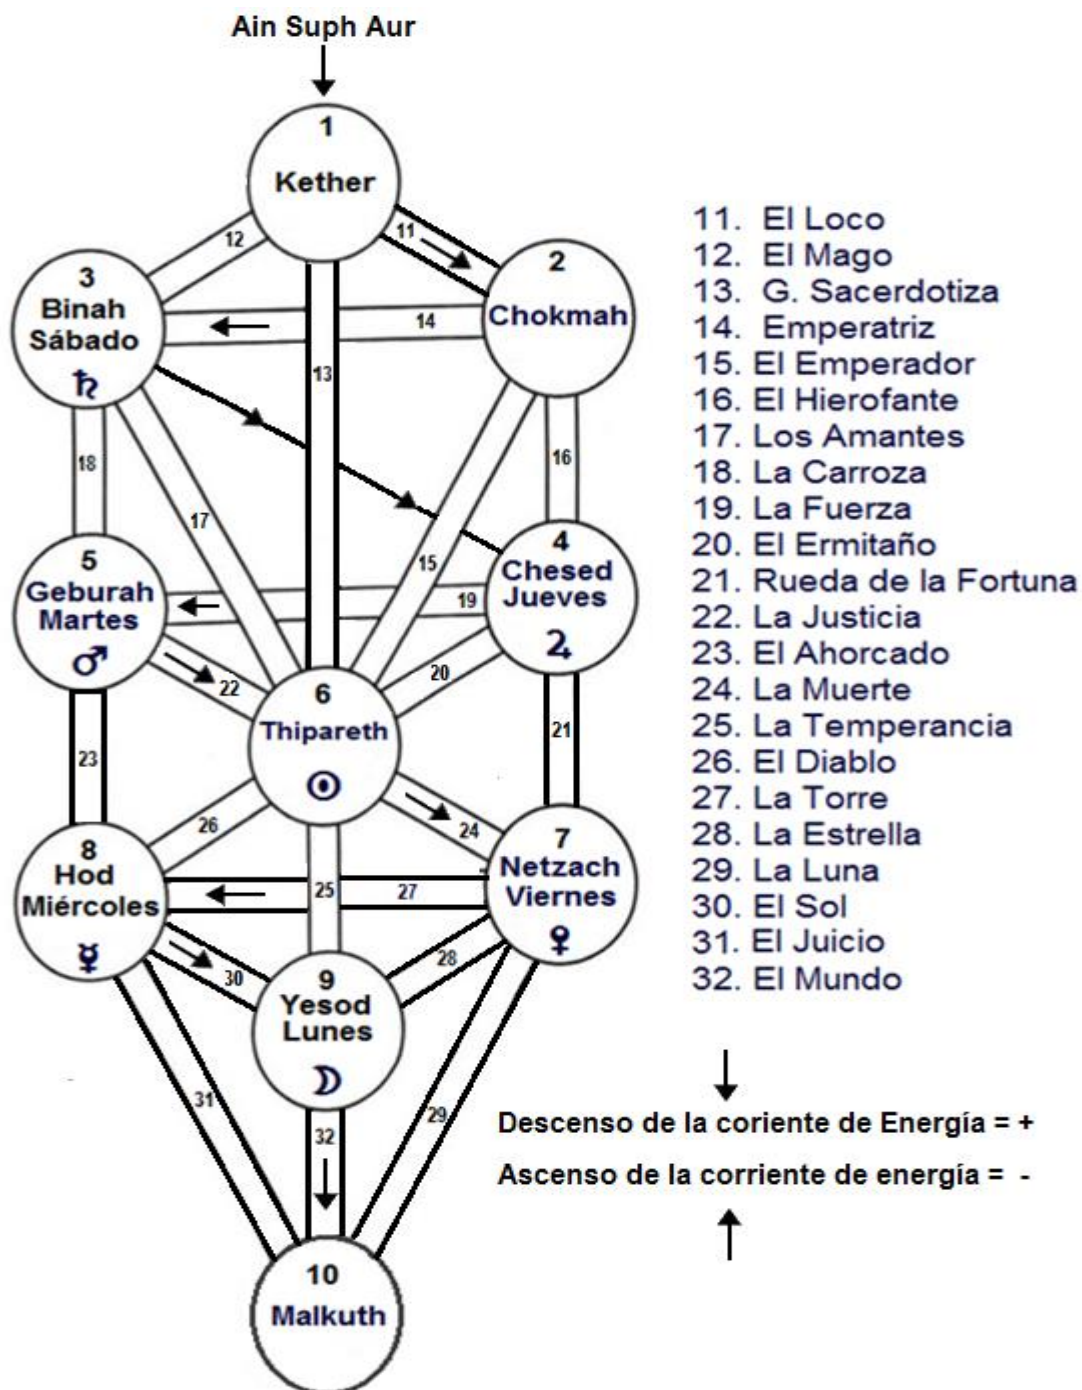 Ain Suph Aur
1
Kether
11
12
2
Chokmah
3
Binah
Sábado
♄
14
13
18
17
16
15
5
Geburah
Martes
♂
4
Chesed
Jueves
♃
19
22
20
6
Thipareth
☉
23
21
26
24
8
Hod
Miércoles
☿
7
Netzach
Viernes
♀
25
27
30
28
9
Yesod
Lunes
☽
31
29
32
10
Malkuth
11. El Loco
12. El Mago
13. G. Sacerdotiza
14. Emperatriz
15. El Emperador
16. El Hierofante
17. Los Amantes
18. La Carroza
19. La Fuerza
20. El Ermitaño
21. Rueda de la Fortuna
22. La Justicia
23. El Ahorcado
24. La Muerte
25. La Temperancia
26. El Diablo
27. La Torre
28. La Estrella
29. La Luna
30. El Sol
31. El Juicio
32. El Mundo
Descenso de la coriente de Energía = +
Ascenso de la corriente de energía = -